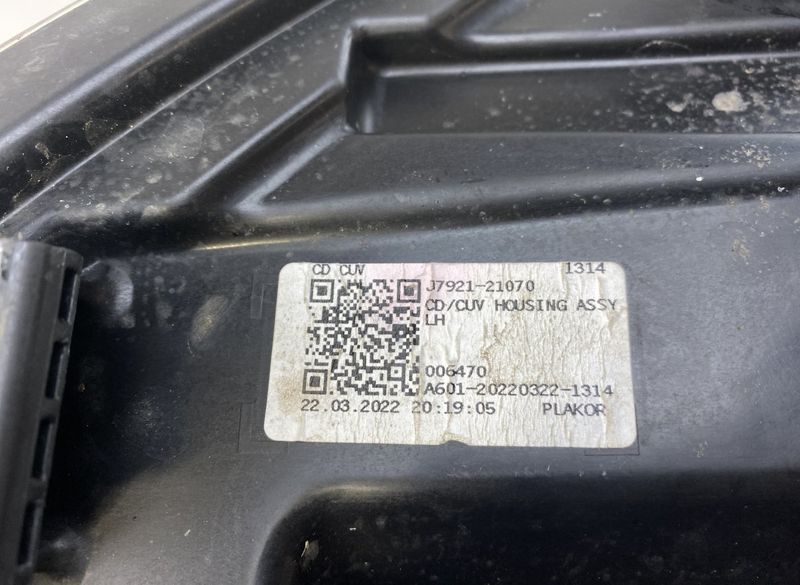 CD CUV 1314
J7921-21070
CD/CUV HOUSING ASSY
LH
006470
A601-20220322-1314
22.03.2022 20:19:05 PLAKOR